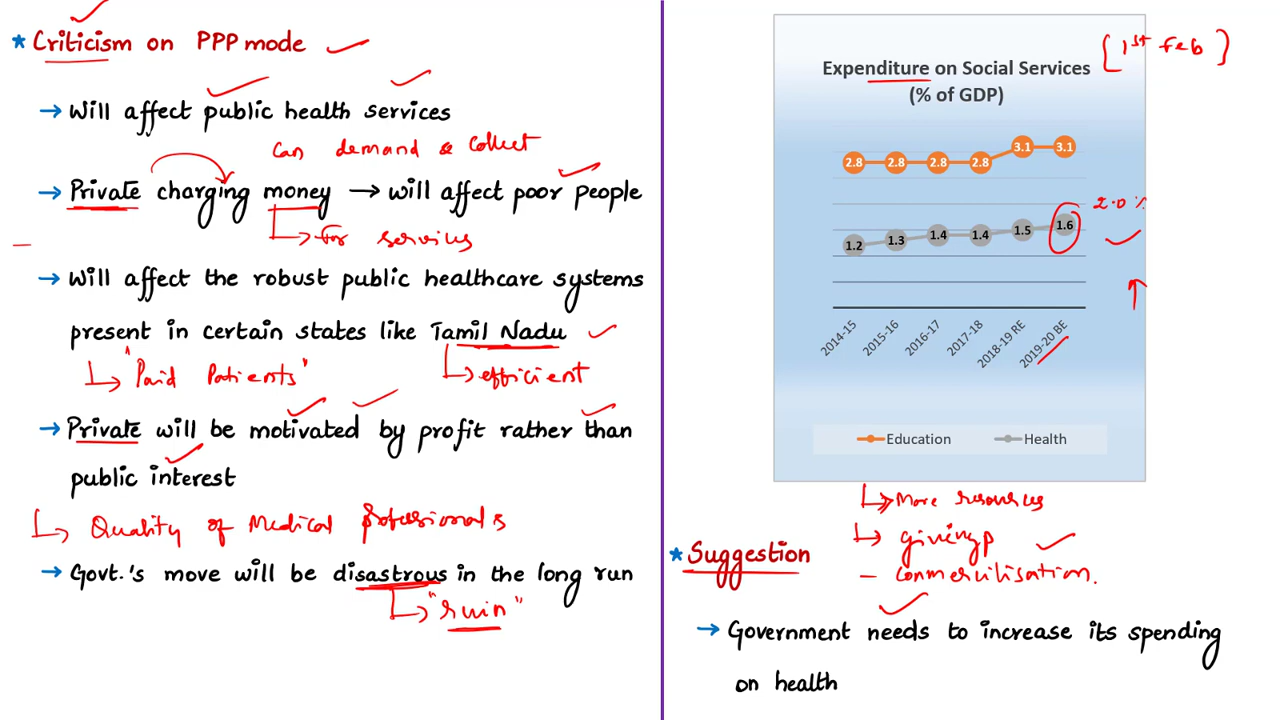 * Criticism on PPP mode
→ Will affect public health services
Can demand & collect
→ Private charging money → will affect poor people
For services
→ Will affect the robust public healthcare systems
present in certain states like Tamil Nadu
"Paid Patients"
efficient
→ Private will be motivated by profit rather than
public interest
Quality of Medical professionals
→ Govt.'s move will be disastrous in the long run
"ruin"
[1st Feb]
Expenditure on Social Services
(% of GDP)
2.8 2.8 2.8 2.8 3.1 3.1
2.0 %
1.2 1.3 1.4 1.4 1.5 1.6
2014-15 2015-16 2016-17 2017-18 2018-19 RE 2019-20 BE
Education Health
More resources
giving
- Commercilisation.
* Suggestion
→ Government needs to increase its spending
on health